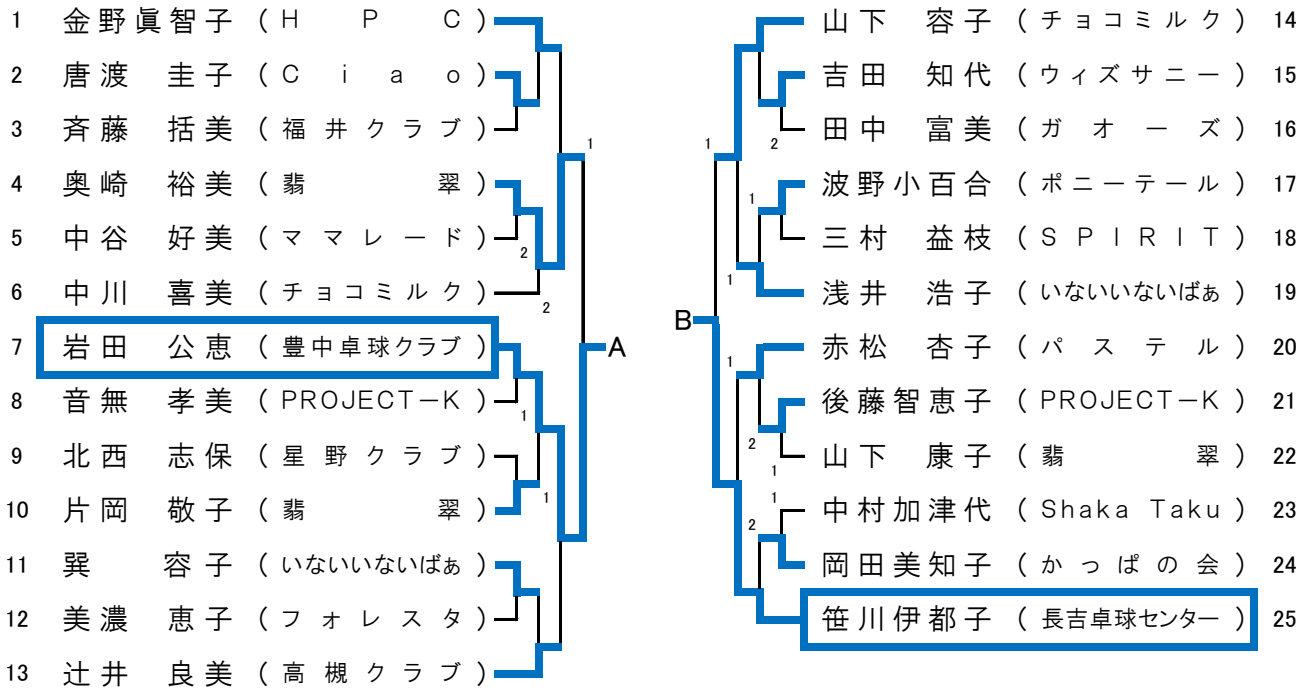 1 金野眞智子 (H P C)
2 唐渡 圭子 (C i a o)
3 斉藤 括美 (福井クラブ)
4 奥崎 裕美 (翡 翠)
5 中谷 好美 (ママレード)
6 中川 喜美 (チョコミルク)
7 岩田 公恵 (豊中卓球クラブ)
8 音無 孝美 (PROJECT-K)
9 北西 志保 (星野クラブ)
10 片岡 敬子 (翡 翠)
11 巽 容子 (いないいないばぁ)
12 美濃 恵子 (フォレスタ)
13 辻井 良美 (高槻クラブ)
1
2
2
A
1
1
山下 容子 (チョコミルク) 14
吉田 知代 (ウィズサニー) 15
田中 富美 (ガオーズ) 16
波野小百合 (ポニーテール) 17
三村 益枝 (SPIRIT) 18
浅井 浩子 (いないいないばぁ) 19
赤松 杏子 (パステル) 20
後藤智恵子 (PROJECT-K) 21
山下 康子 (翡 翠) 22
中村加津代 (Shaka Taku) 23
岡田美知子 (かっぱの会) 24
笹川伊都子 (長吉卓球センター) 25
1
2
1
1
B
1
2
1
1
2